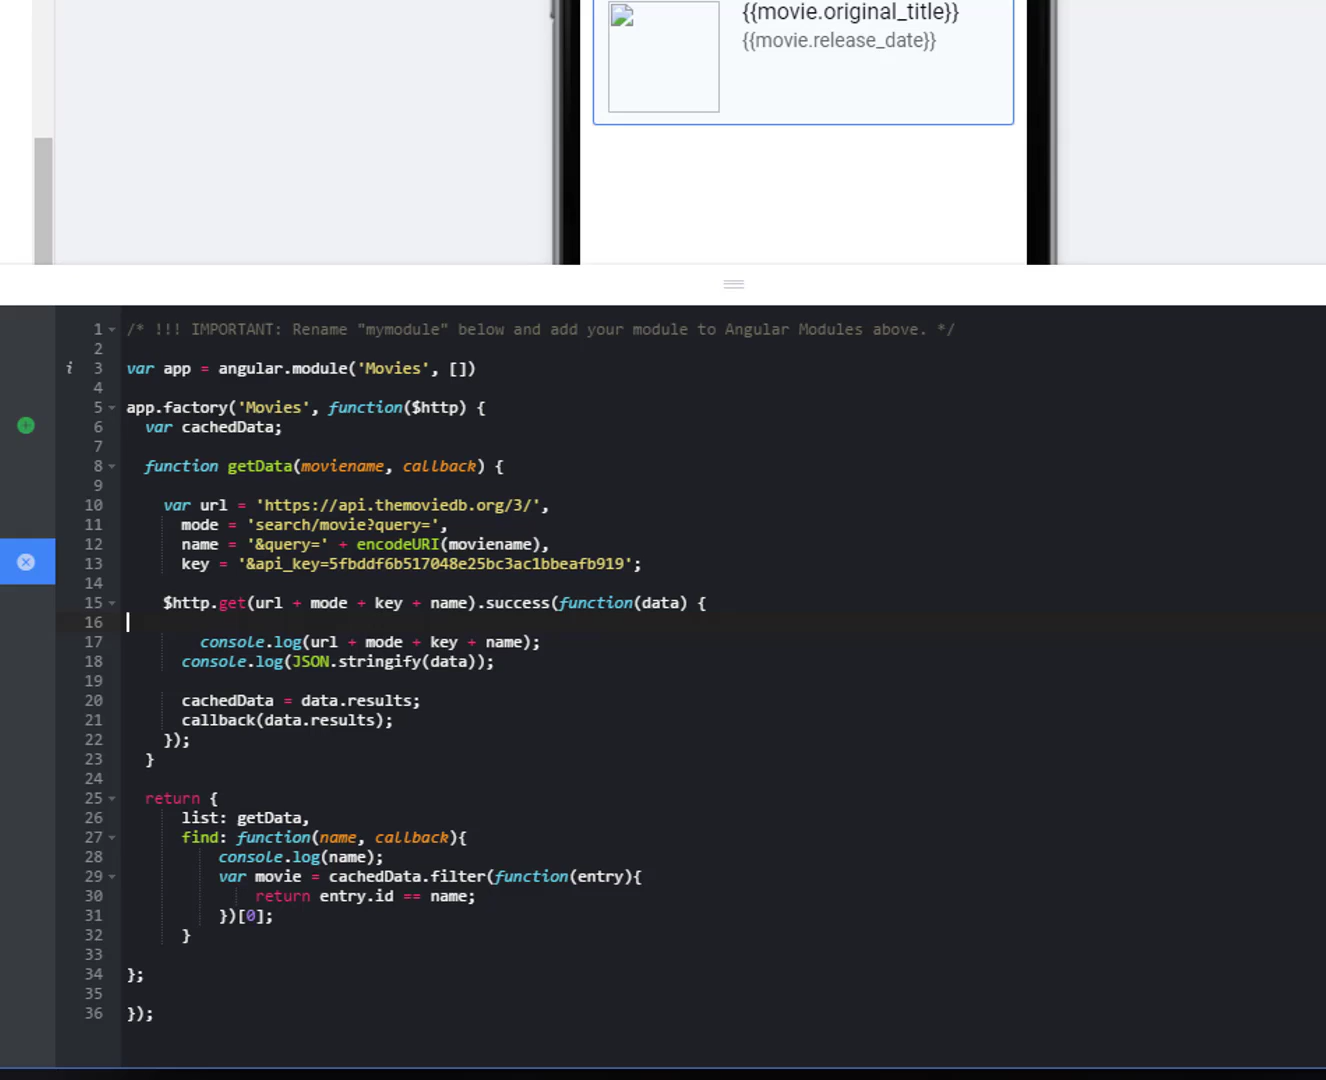 {{movie.original_title}}
{{movie.release_date}}
1 /* !!! IMPORTANT: Rename "mymodule" below and add your module to Angular Modules above. */
2
i 3 var app = angular.module('Movies', [])
4
5 app.factory('Movies', function($http) {
6   var cachedData;
7
8   function getData(moviename, callback) {
9
10     var url = 'https://api.themoviedb.org/3/',
11       mode = 'search/movie?query=',
12       name = '&query=' + encodeURI(moviename),
13       key = '&api_key=5fbddf6b517048e25bc3ac1bbeafb919';
14
15     $http.get(url + mode + key + name).success(function(data) {
16
17         console.log(url + mode + key + name);
18       console.log(JSON.stringify(data));
19
20       cachedData = data.results;
21       callback(data.results);
22     });
23   }
24
25   return {
26       list: getData,
27       find: function(name, callback){
28           console.log(name);
29           var movie = cachedData.filter(function(entry){
30               return entry.id == name;
31           })[0];
32       }
33
34 };
35
36 });